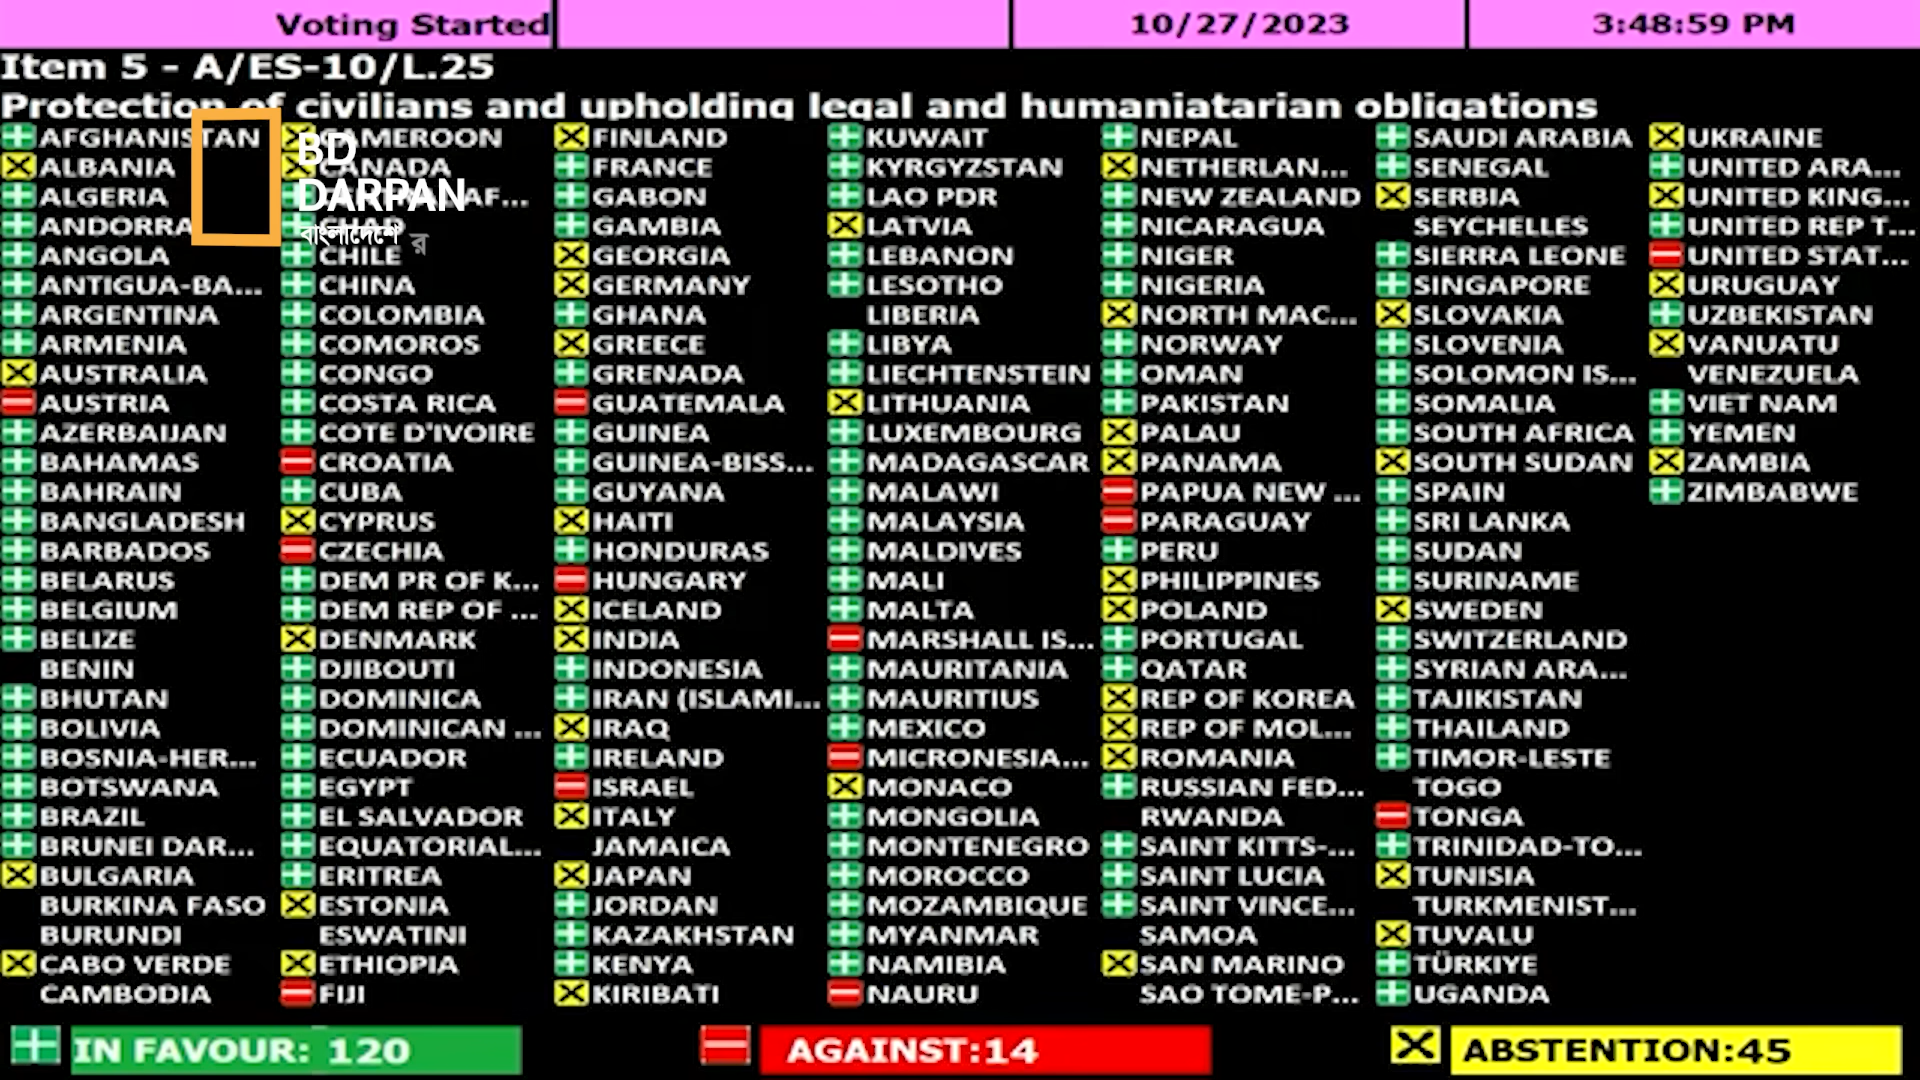 Voting Started 10/27/2023 3:48:59 PM
Item 5 - A/ES-10/L.25
Protection of civilians and upholding legal and humaniatarian obligations
AFGHANISTAN
ALBANIA
ALGERIA
ANDORRA
ANGOLA
ANTIGUA-BA...
ARGENTINA
ARMENIA
AUSTRALIA
AUSTRIA
AZERBAIJAN
BAHAMAS
BAHRAIN
BANGLADESH
BARBADOS
BELARUS
BELGIUM
BELIZE
BENIN
BHUTAN
BOLIVIA
BOSNIA-HER...
BOTSWANA
BRAZIL
BRUNEI DAR...
BULGARIA
BURKINA FASO
BURUNDI
CABO VERDE
CAMBODIA
CAMEROON
CANADA
AF...
CHAD
CHILE
CHINA
COLOMBIA
COMOROS
CONGO
COSTA RICA
COTE D'IVOIRE
CROATIA
CUBA
CYPRUS
CZECHIA
DEM PR OF K...
DEM REP OF ...
DENMARK
DJIBOUTI
DOMINICA
DOMINICAN ...
ECUADOR
EGYPT
EL SALVADOR
EQUATORIAL...
ERITREA
ESTONIA
ESWATINI
ETHIOPIA
FIJI
FINLAND
FRANCE
GABON
GAMBIA
GEORGIA
GERMANY
GHANA
GREECE
GRENADA
GUATEMALA
GUINEA
GUINEA-BISS...
GUYANA
HAITI
HONDURAS
HUNGARY
ICELAND
INDIA
INDONESIA
IRAN (ISLAMI...
IRAQ
IRELAND
ISRAEL
ITALY
JAMAICA
JAPAN
JORDAN
KAZAKHSTAN
KENYA
KIRIBATI
KUWAIT
KYRGYZSTAN
LAO PDR
LATVIA
LEBANON
LESOTHO
LIBERIA
LIBYA
LIECHTENSTEIN
LITHUANIA
LUXEMBOURG
MADAGASCAR
MALAWI
MALAYSIA
MALDIVES
MALI
MALTA
MARSHALL IS...
MAURITANIA
MAURITIUS
MEXICO
MICRONESIA...
MONACO
MONGOLIA
MONTENEGRO
MOROCCO
MOZAMBIQUE
MYANMAR
NAMIBIA
NAURU
NEPAL
NETHERLAN...
NEW ZEALAND
NICARAGUA
NIGER
NIGERIA
NORTH MAC...
NORWAY
OMAN
PAKISTAN
PALAU
PANAMA
PAPUA NEW ...
PARAGUAY
PERU
PHILIPPINES
POLAND
PORTUGAL
QATAR
REP OF KOREA
REP OF MOL...
ROMANIA
RUSSIAN FED...
RWANDA
SAINT KITTS-...
SAINT LUCIA
SAINT VINCE...
SAMOA
SAN MARINO
SAO TOME-P...
SAUDI ARABIA
SENEGAL
SERBIA
SEYCHELLES
SIERRA LEONE
SINGAPORE
SLOVAKIA
SLOVENIA
SOLOMON IS...
SOMALIA
SOUTH AFRICA
SOUTH SUDAN
SPAIN
SRI LANKA
SUDAN
SURINAME
SWEDEN
SWITZERLAND
SYRIAN ARA...
TAJIKISTAN
THAILAND
TIMOR-LESTE
TOGO
TONGA
TRINIDAD-TO...
TUNISIA
TURKMENIST...
TUVALU
TÜRKIYE
UGANDA
UKRAINE
UNITED ARA...
UNITED KING...
UNITED REP T...
UNITED STAT...
URUGUAY
UZBEKISTAN
VANUATU
VENEZUELA
VIET NAM
YEMEN
ZAMBIA
ZIMBABWE
BD
DARPAN
বাংলাদেশের
IN FAVOUR: 120 AGAINST:14 ABSTENTION:45